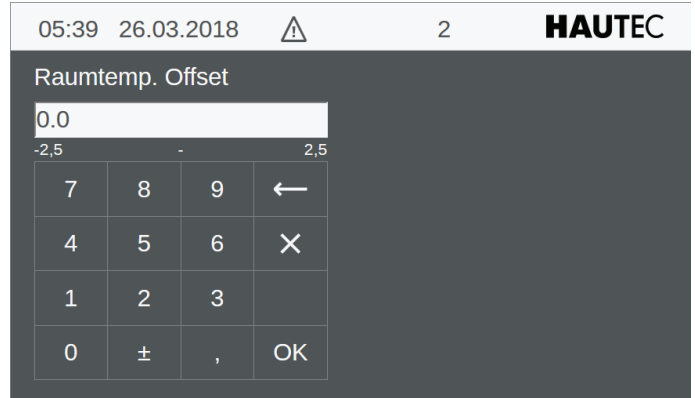 05:39 26.03.2018 2 HAUTEC
Raumtemp. Offset
0.0
-2,5 - 2,5
7 8 9 ←
4 5 6 ×
1 2 3
0 ± , OK